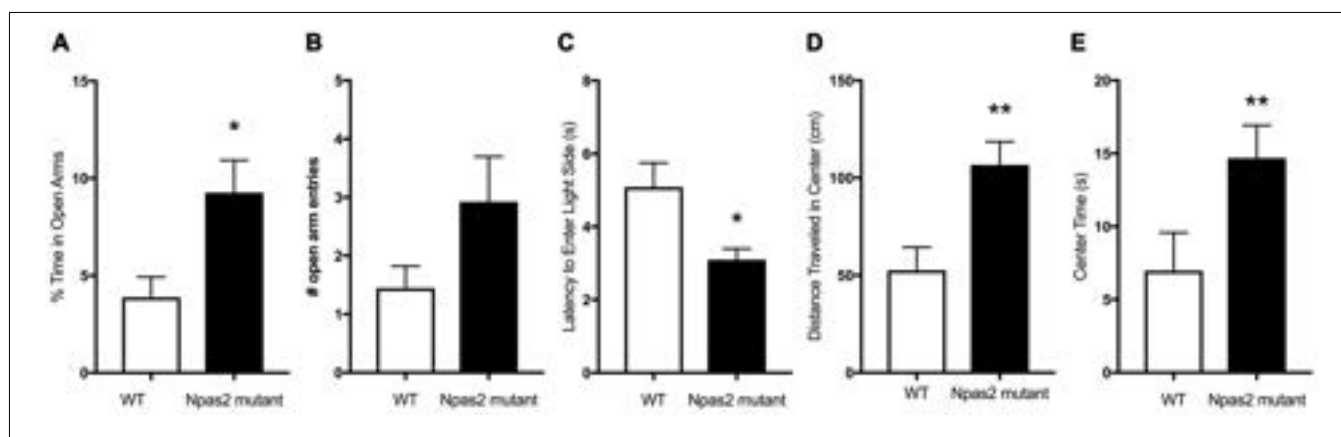 A
% Time in Open Arms
15
10
5
0
*
WT
Npas2 mutant
B
# open arm entries
5
4
3
2
1
0
WT
Npas2 mutant
C
Latency to Enter Light Side (s)
8
6
4
2
0
*
WT
Npas2 mutant
D
Distance Traveled in Center (cm)
150
100
50
0
**
WT
Npas2 mutant
E
Center Time (s)
20
15
10
5
0
**
WT
Npas2 mutant